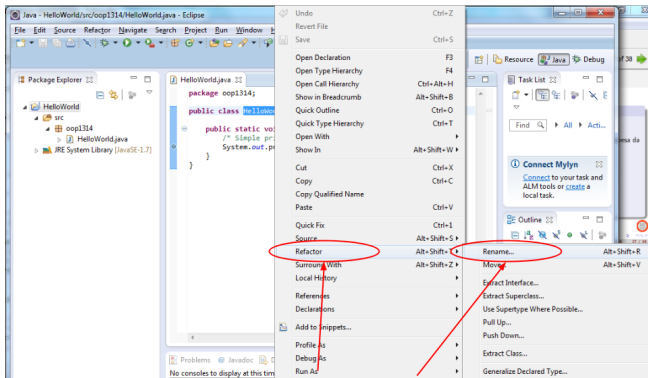 Java - HelloWorld/src/oop1314/HelloWorld.java - Eclipse
File Edit Source Refactor Navigate Search Project Run Window
Resource Java Debug
of 38
Package Explorer
HelloWorld
src
oop1314
HelloWorld.java
JRE System Library [JavaSE-1.7]
HelloWorld.java
package oop1314;
public class
public static
/* Simple
System.out.
}
}
Undo Ctrl+Z
Revert File
Save Ctrl+S
Open Declaration F3
Open Type Hierarchy F4
Open Call Hierarchy Ctrl+Alt+H
Show in Breadcrumb Alt+Shift+B
Quick Outline Ctrl+O
Quick Type Hierarchy Ctrl+T
Open With
Show In Alt+Shift+W
Cut Ctrl+X
Copy Ctrl+C
Copy Qualified Name
Paste Ctrl+V
Quick Fix Ctrl+1
Source Alt+Shift+S
Refactor Alt+Shift+T
Surround With Alt+Shift+Z
Local History
References
Declarations
Add to Snippets...
Profile As
Debug As
Run As
Rename... Alt+Shift+R
Move... Alt+Shift+V
Extract Interface...
Extract Superclass...
Use Supertype Where Possible...
Pull Up...
Push Down...
Extract Class...
Generalize Declared Type...
Task List
Find All Acti...
Connect Mylyn
Connect to your task and
ALM tools or create a
local task.
Outline
Problems @ Javadoc
No consoles to display at this tim